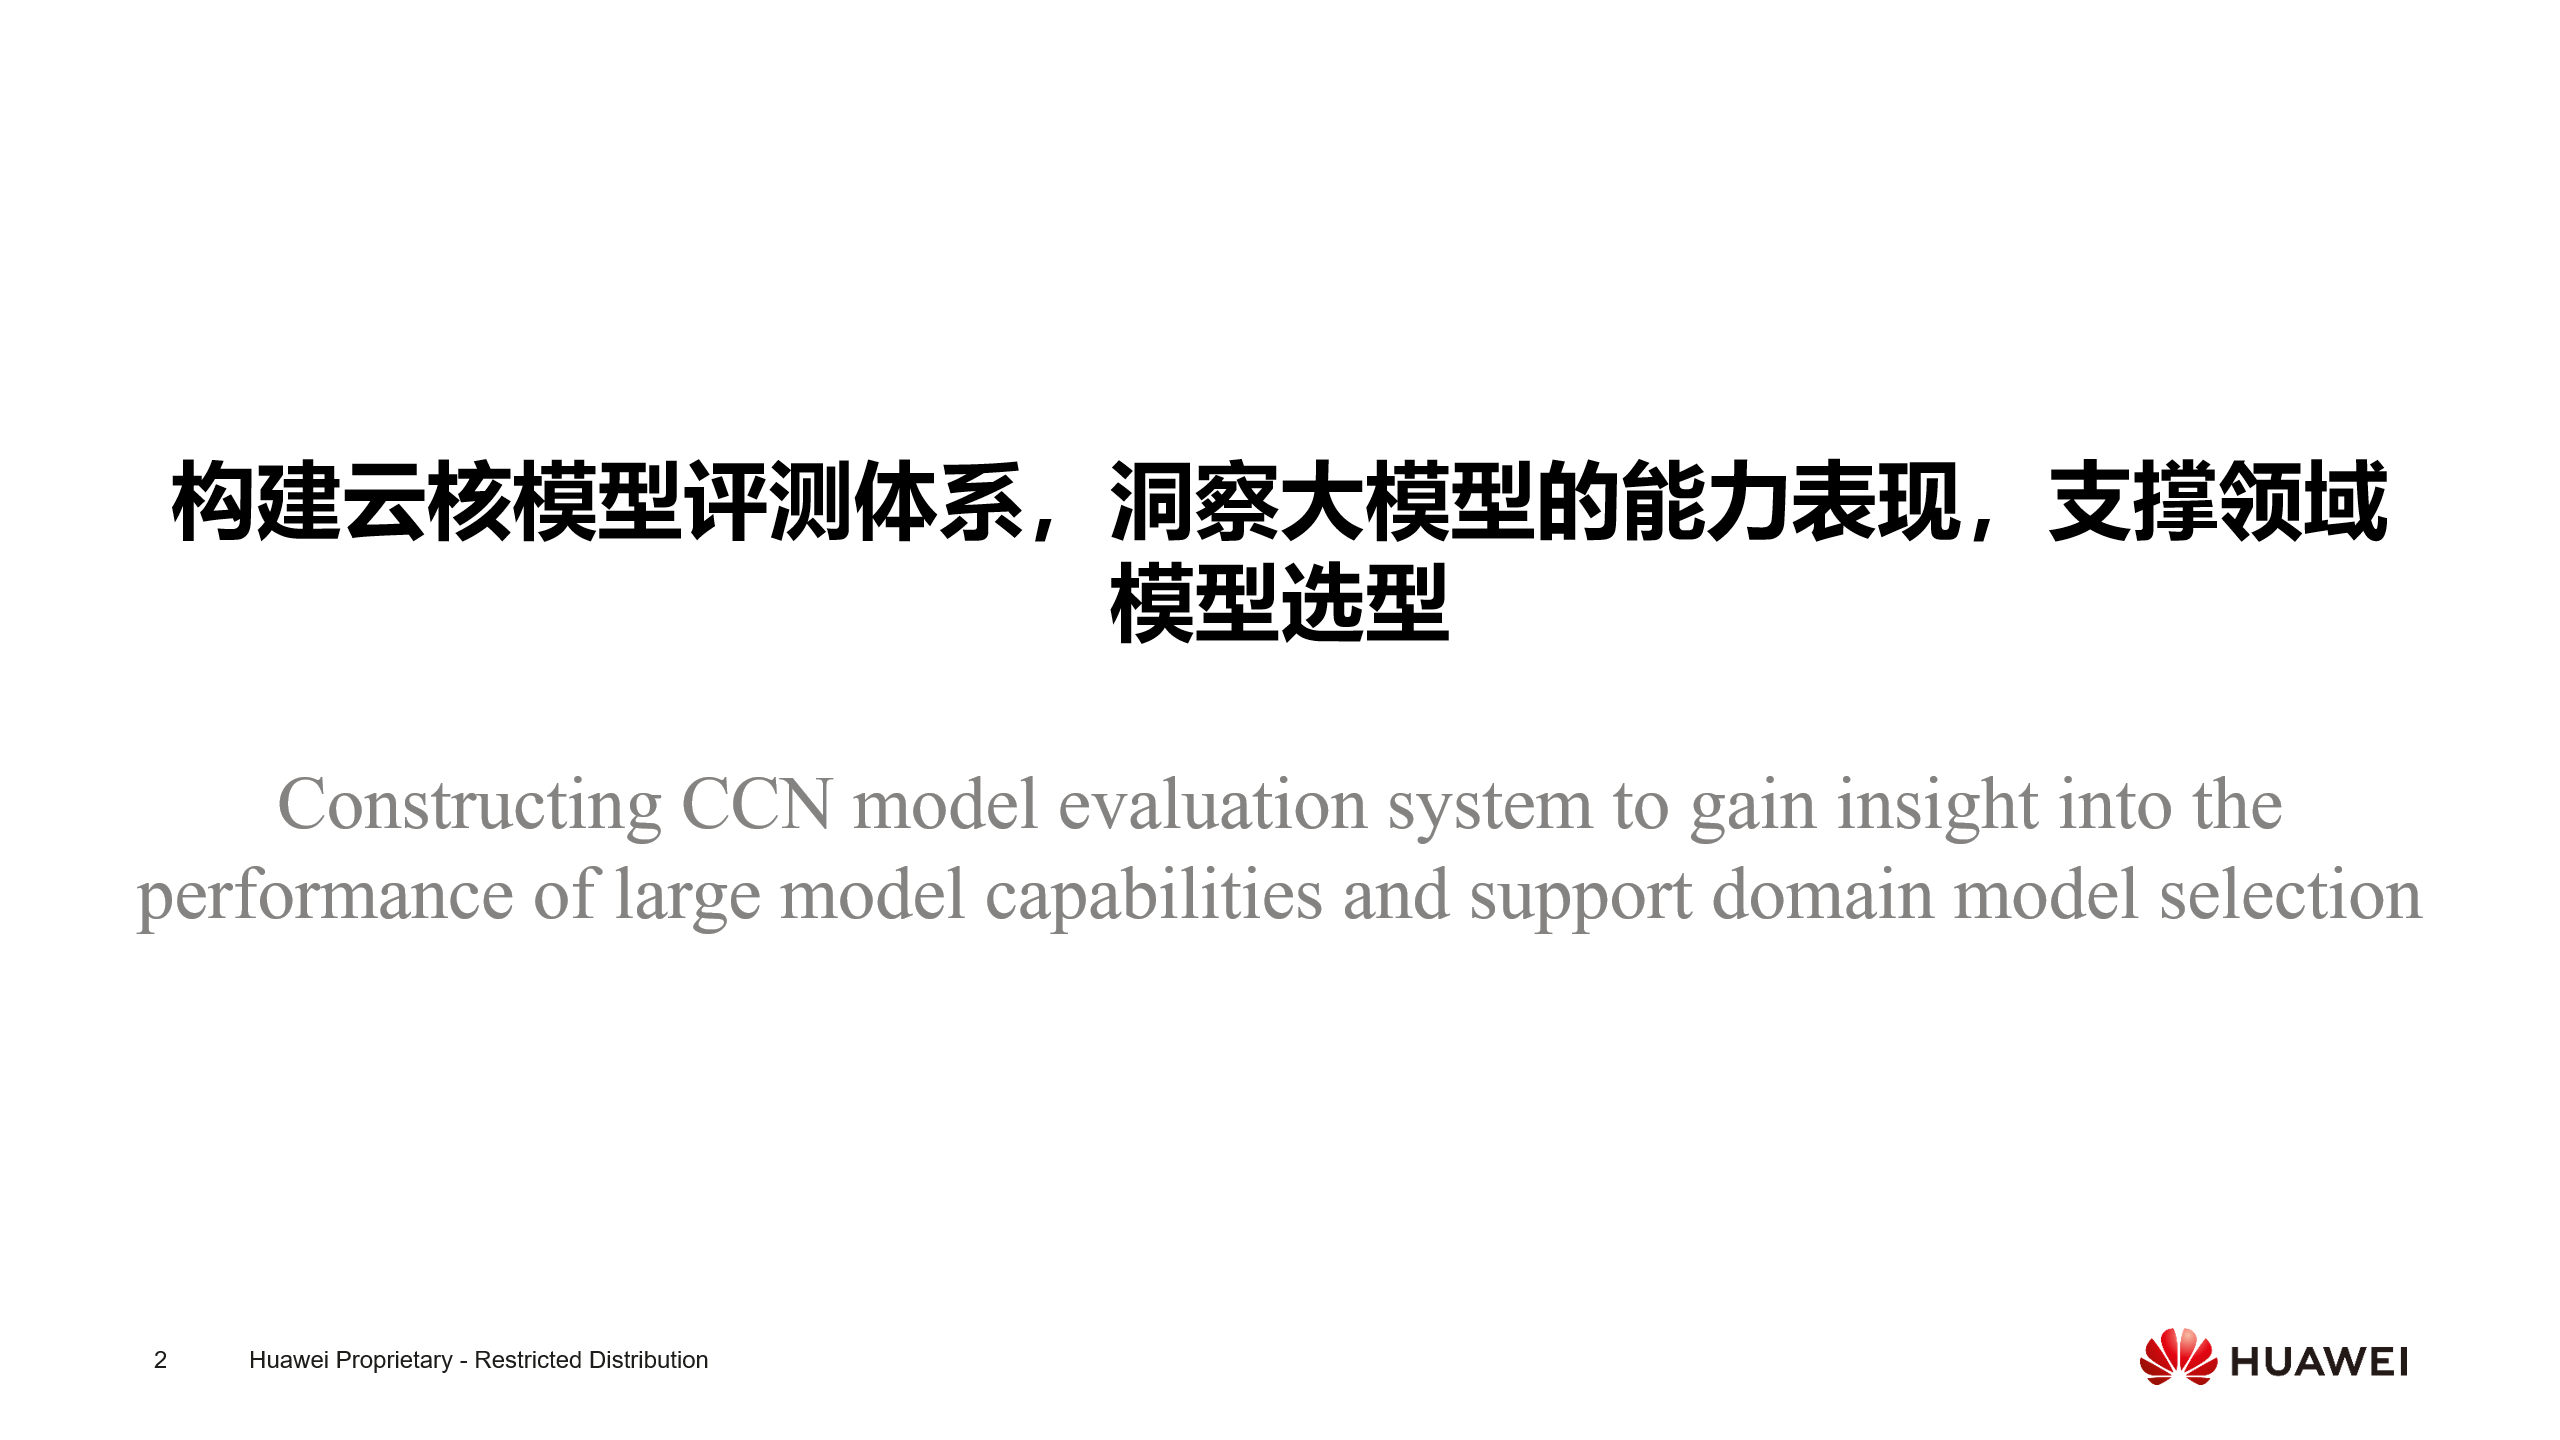 构建云核模型评测体系，洞察大模型的能力表现，支撑领域
模型选型
Constructing CCN model evaluation system to gain insight into the
performance of large model capabilities and support domain model selection
2 Huawei Proprietary - Restricted Distribution
HUAWEI